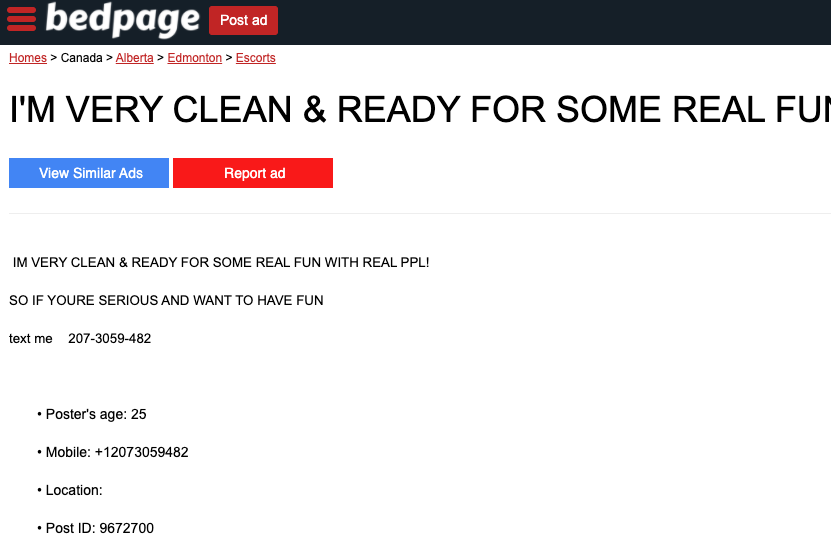 bedpage Post ad
Homes > Canada > Alberta > Edmonton > Escorts
I'M VERY CLEAN & READY FOR SOME REAL
View Similar Ads Report ad
IM VERY CLEAN & READY FOR SOME REAL FUN WITH REAL PPL!
SO IF YOURE SERIOUS AND WANT TO HAVE FUN
text me 207-3059-482
• Poster's age: 25
• Mobile: +12073059482
• Location:
• Post ID: 9672700